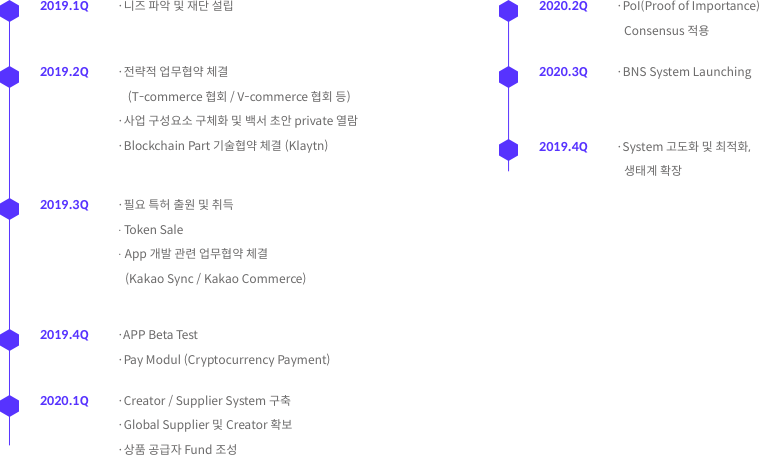 2019.1Q
· 니즈 파악 및 재단 설립
2019.2Q
· 전략적 업무협약 체결
(T-commerce 협회 / V-commerce 협회 등)
· 사업 구성요소 구체화 및 백서 초안 private 열람
· Blockchain Part 기술협약 체결 (Klaytn)
2019.3Q
· 필요 특허 출원 및 취득
· Token Sale
· App 개발 관련 업무협약 체결
(Kakao Sync / Kakao Commerce)
2019.4Q
· APP Beta Test
· Pay Modul (Cryptocurrency Payment)
2020.1Q
· Creator / Supplier System 구축
· Global Supplier 및 Creator 확보
· 상품 공급자 Fund 조성
2020.2Q
· PoI(Proof of Importance)
Consensus 적용
2020.3Q
· BNS System Launching
2019.4Q
· System 고도화 및 최적화,
생태계 확장